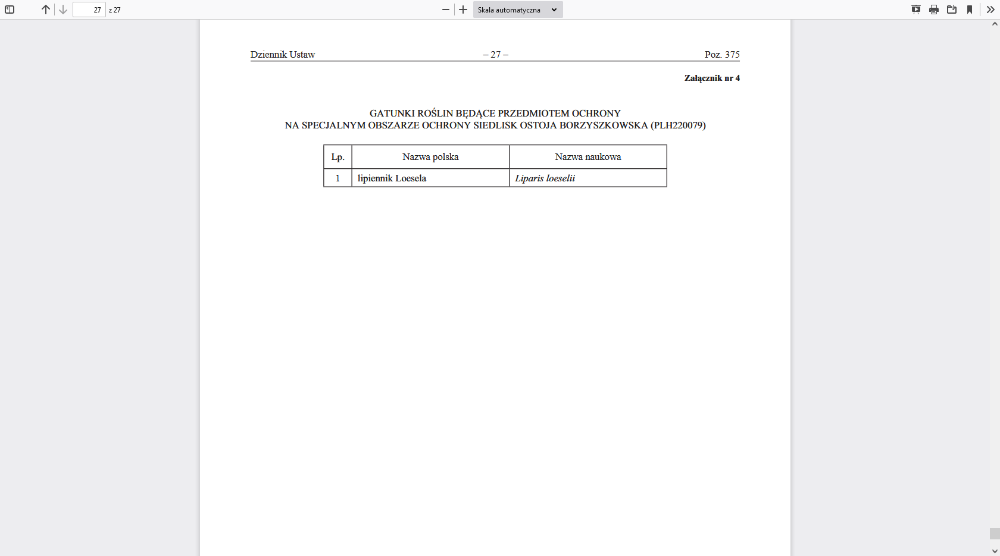 27 z 27 Skala automatyczna
Dziennik Ustaw – 27 – Poz. 375
Załącznik nr 4
GATUNKI ROŚLIN BĘDĄCE PRZEDMIOTEM OCHRONY
NA SPECJALNYM OBSZARZE OCHRONY SIEDLISK OSTOJA BORZYSZKOWSKA (PLH220079)
Lp. Nazwa polska Nazwa naukowa
1 lipiennik Loesela Liparis loeselii